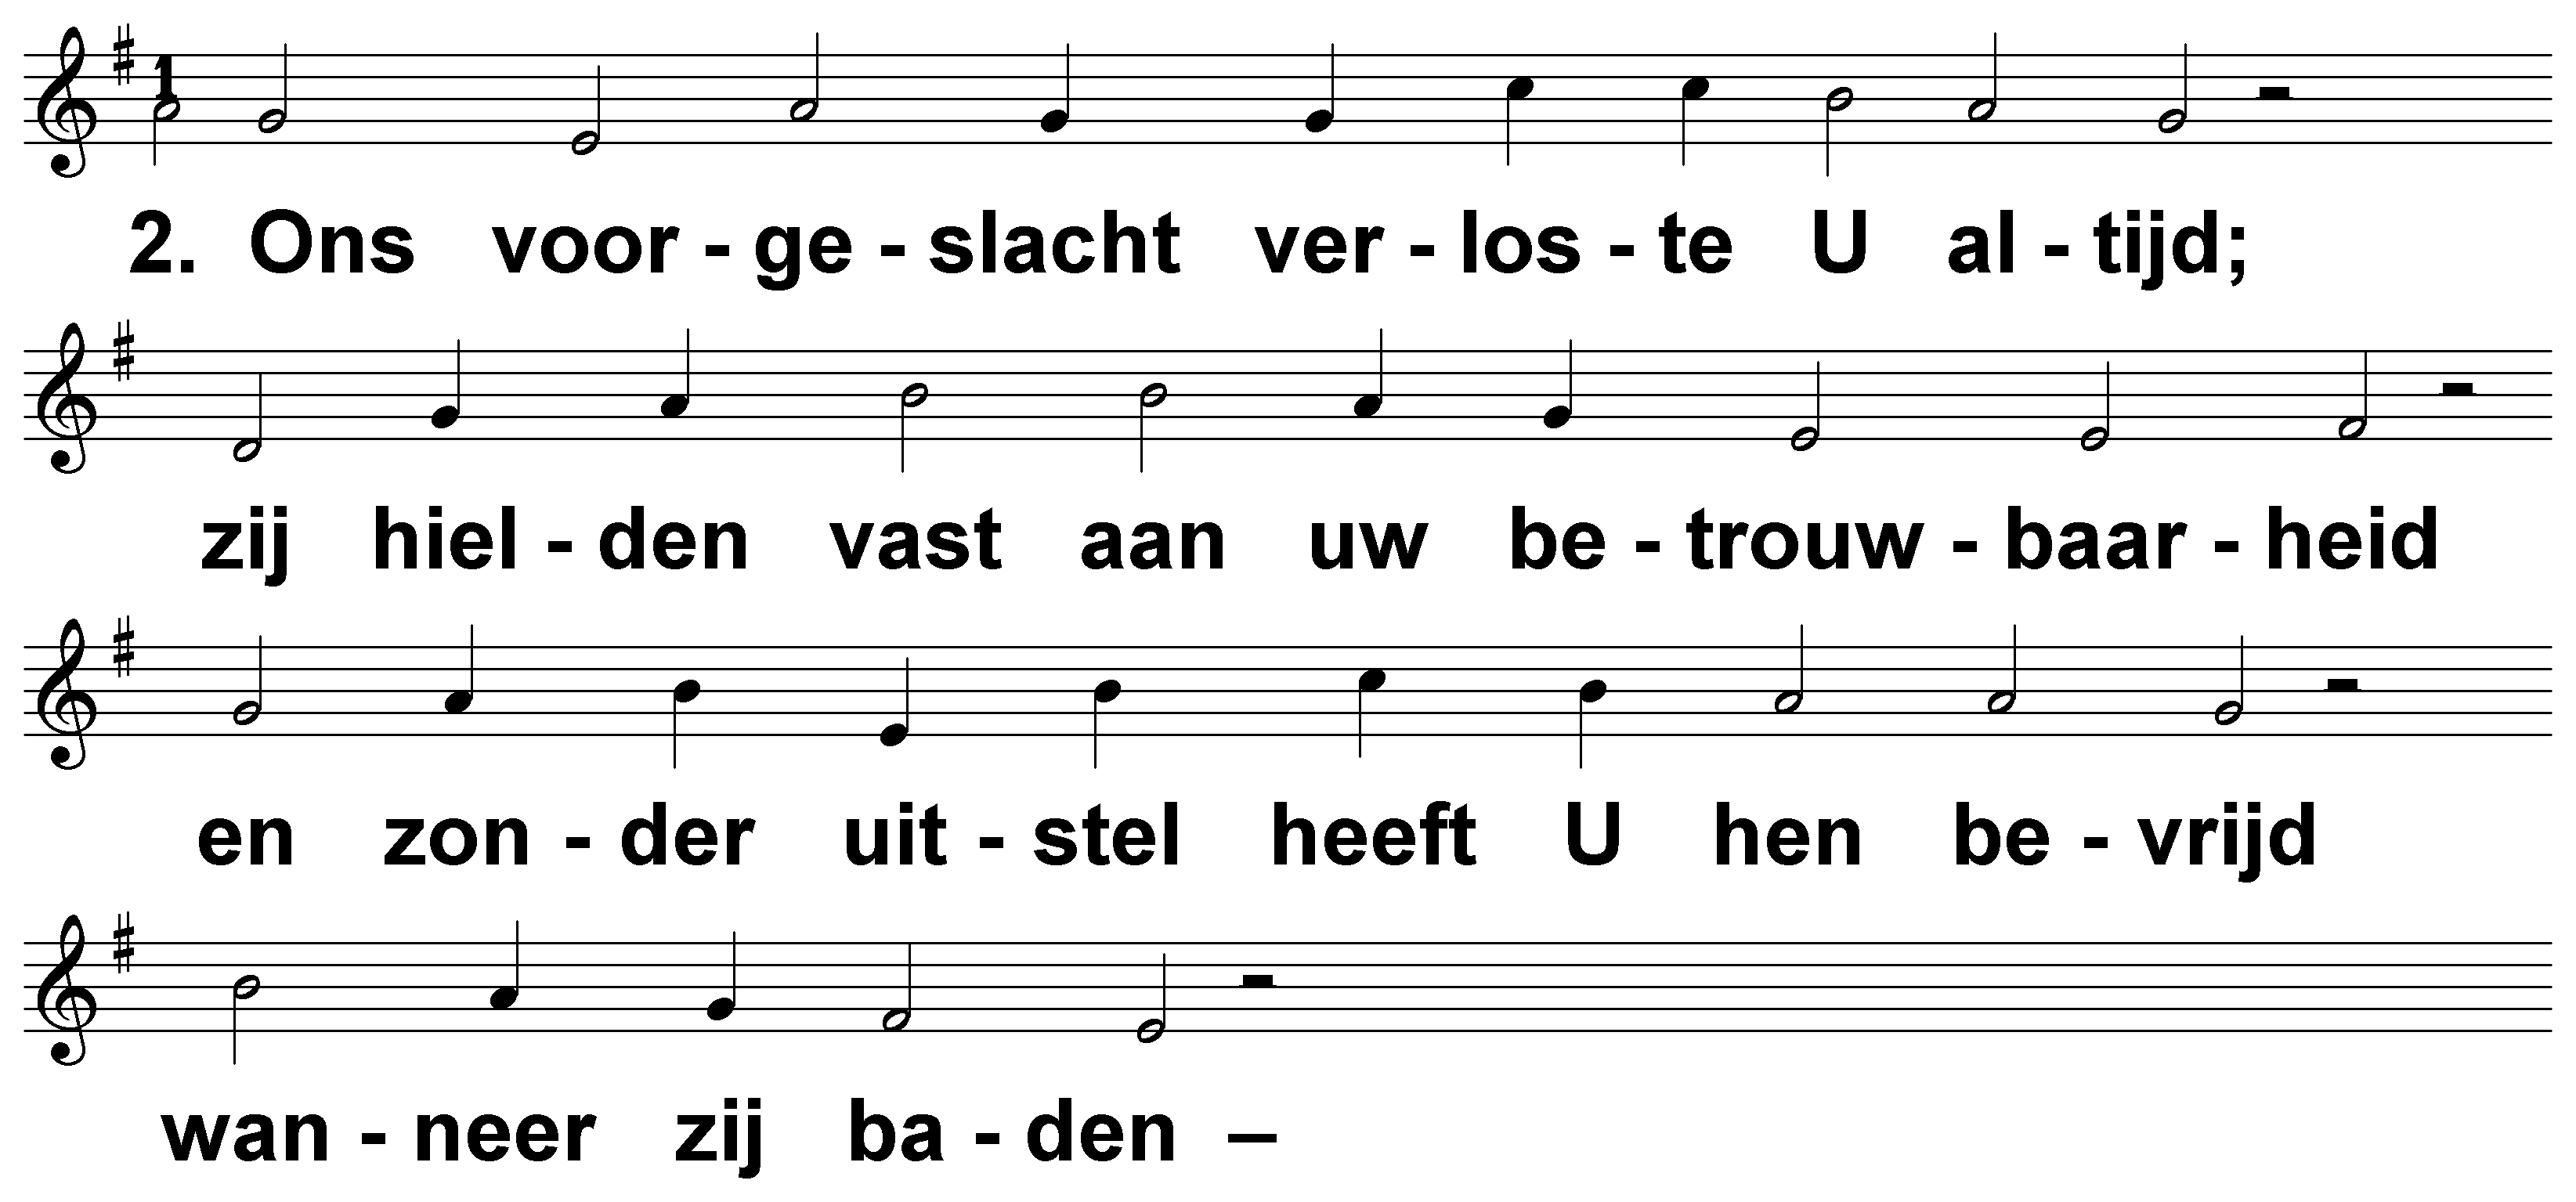 1
2. Ons voor - ge - slacht ver - los - te U al - tijd;
zij hiel - den vast aan uw be - trouw - baar - heid
en zon - der uit - stel heeft U hen be - vrijd
wan - neer zij ba - den –